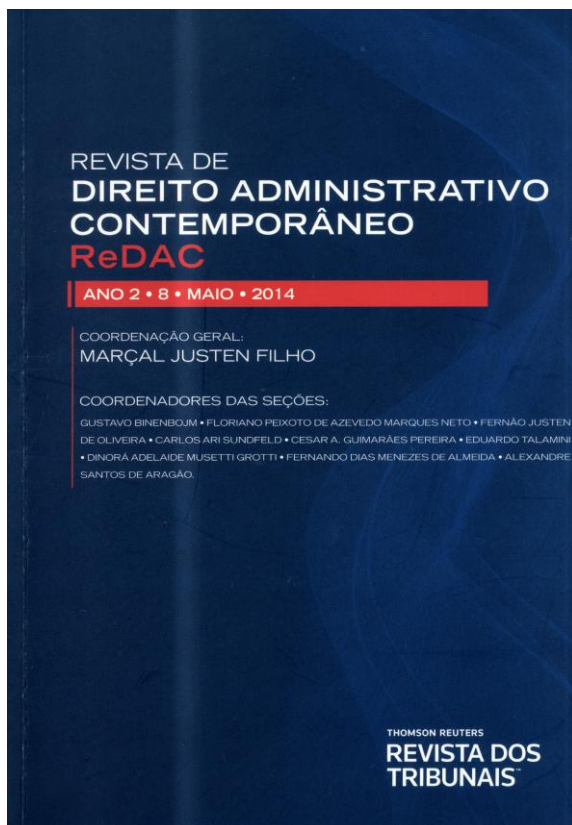 REVISTA DE
DIREITO ADMINISTRATIVO
CONTEMPORÂNEO
ReDAC
ANO 2 • 8 • MAIO • 2014
COORDENAÇÃO GERAL:
MARÇAL JUSTEN FILHO
COORDENADORES DAS SEÇÕES:
GUSTAVO BINENBOJM • FLORIANO PEIXOTO DE AZEVEDO MARQUES NETO • FERNÃO JUSTEN
DE OLIVEIRA • CARLOS ARI SUNDFELD • CESAR A. GUIMARÃES PEREIRA • EDUARDO TALAMINI
• DINORÁ ADELAIDE MUSETTI GROTTI • FERNANDO DIAS MENEZES DE ALMEIDA • ALEXANDRE
SANTOS DE ARAGÃO.
THOMSON REUTERS
REVISTA DOS
TRIBUNAIS™